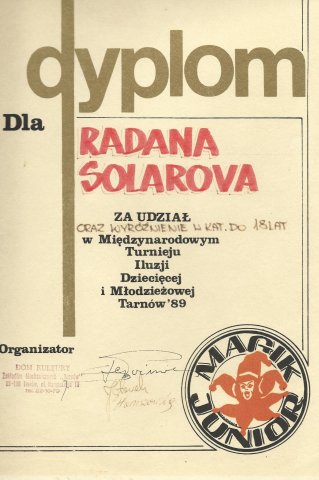 dyplom
Dla
RADANA
SOLAROVA
ZA UDZIAŁ
ORAZ WYRÓŻNIENIE W KAT. DO 18 LAT
w Międzynarodowym
Turnieju
Iluzji
Dziecięcej
i Młodzieżowej
Tarnów'89
Organizator
DOM KULTURY
MAGIK
JUNIOR